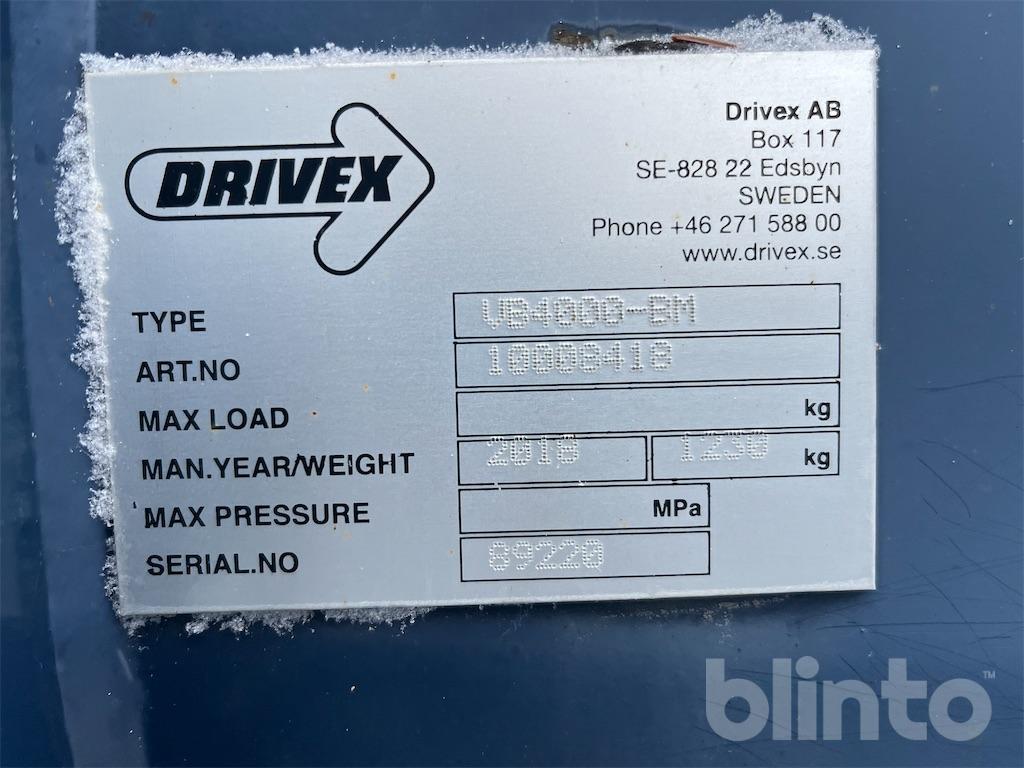 DRIVEX
Drivex AB
Box 117
SE-828 22 Edsbyn
SWEDEN
Phone +46 271 588 00
www.drivex.se
TYPE VB4000-BM
ART.NO 10008418
MAX LOAD kg
MAN.YEAR/WEIGHT 2018 1230 kg
MAX PRESSURE MPa
SERIAL.NO 89220
blinto™